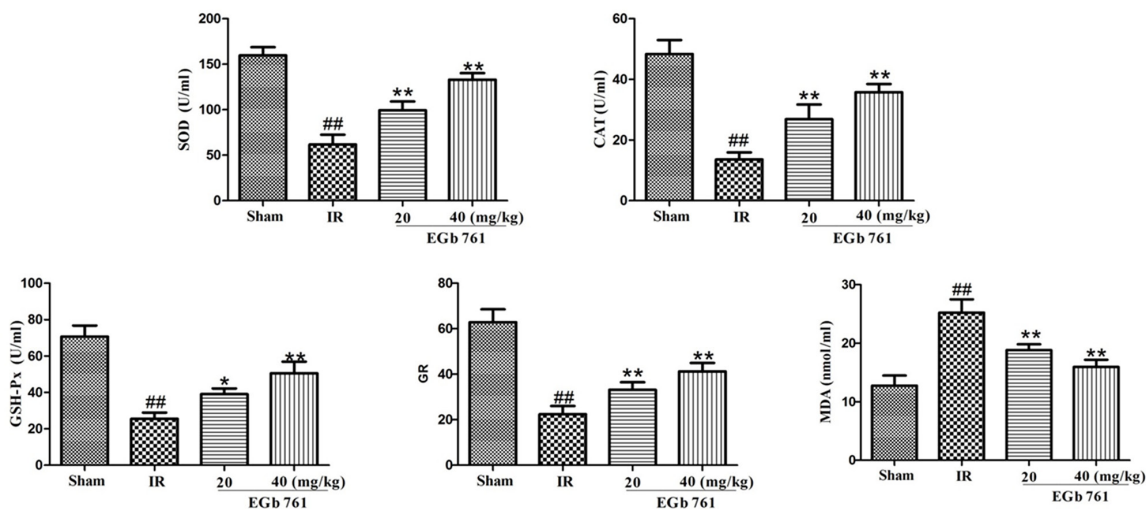 SOD (U/ml)
200
150
100
50
0
##
**
**
Sham IR 20 40 (mg/kg)
EGb 761
CAT (U/ml)
60
40
20
0
##
**
**
Sham IR 20 40 (mg/kg)
EGb 761
GSH-Px (U/ml)
100
80
60
40
20
0
##
*
**
Sham IR 20 40 (mg/kg)
EGb 761
GR
80
60
40
20
0
##
**
**
Sham IR 20 40 (mg/kg)
EGb 761
MDA (nmol/ml)
30
20
10
0
##
**
**
Sham IR 20 40 (mg/kg)
EGb 761